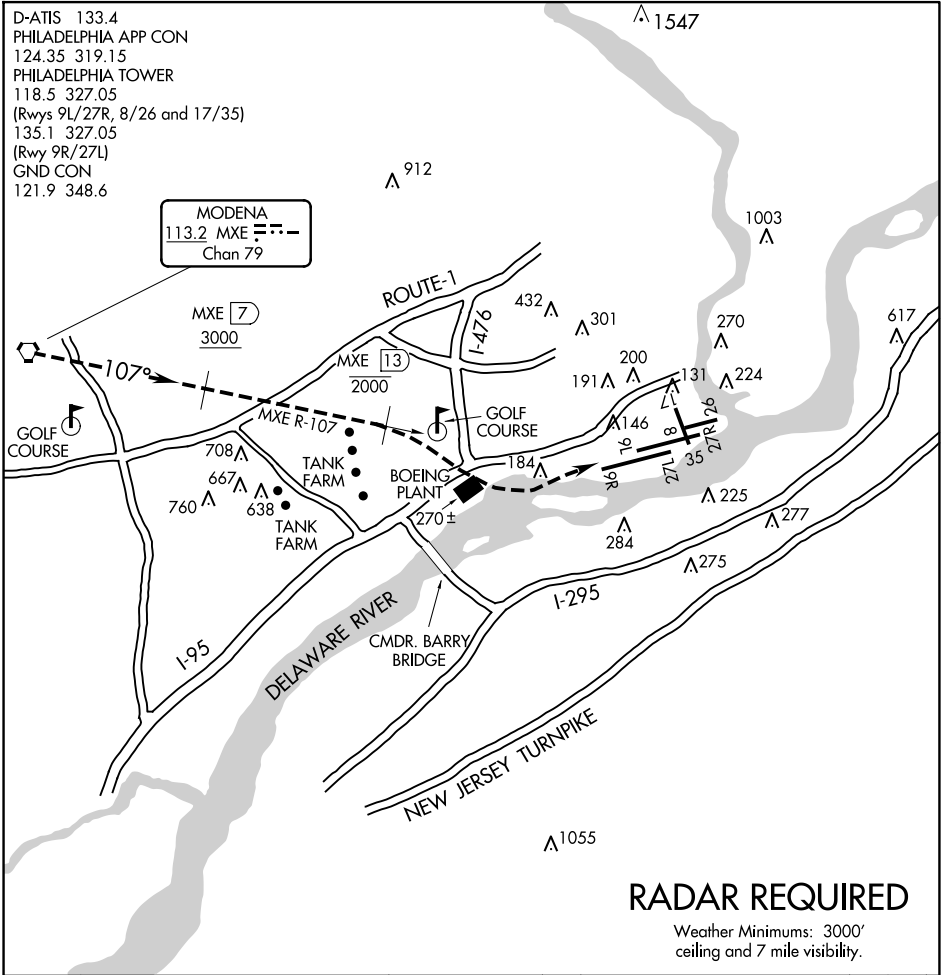 D-ATIS 133.4
PHILADELPHIA APP CON
124.35 319.15
PHILADELPHIA TOWER
118.5 327.05
(Rwys 9L/27R, 8/26 and 17/35)
135.1 327.05
(Rwy 9R/27L)
GND CON
121.9 348.6
1547
912
MODENA
113.2 MXE
Chan 79
1003
ROUTE-1
I-476
432
301
MXE 7
3000
270
617
107°
MXE 13
2000
191
200
131
224
MXE R-107
GOLF
COURSE
GOLF
COURSE
146
17
8
26
9L
27R
708
TANK
FARM
BOEING
PLANT
184
35
9R
27L
667
760
638
TANK
FARM
270±
225
284
277
275
I-295
CMDR. BARRY
BRIDGE
I-95
DELAWARE RIVER
NEW JERSEY TURNPIKE
1055
RADAR REQUIRED
Weather Minimums: 3000'
ceiling and 7 mile visibility.